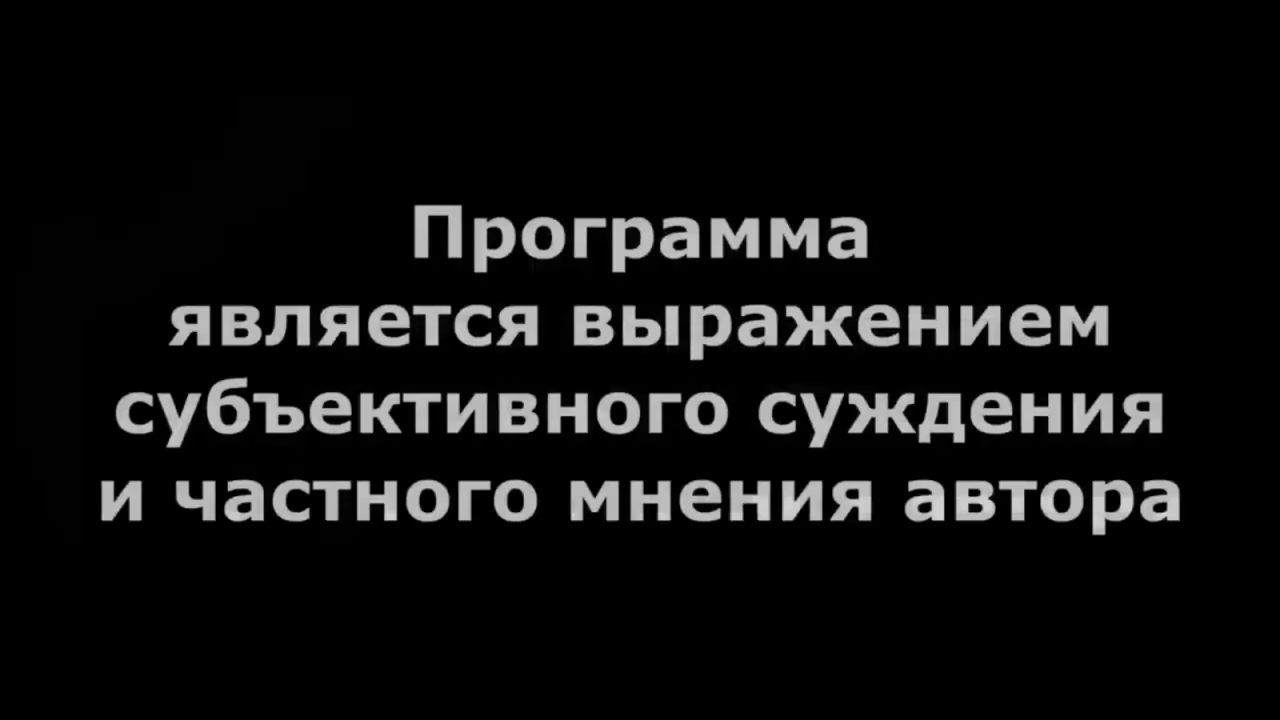 Программа
является выражением
субъективного суждения
и частного мнения автора